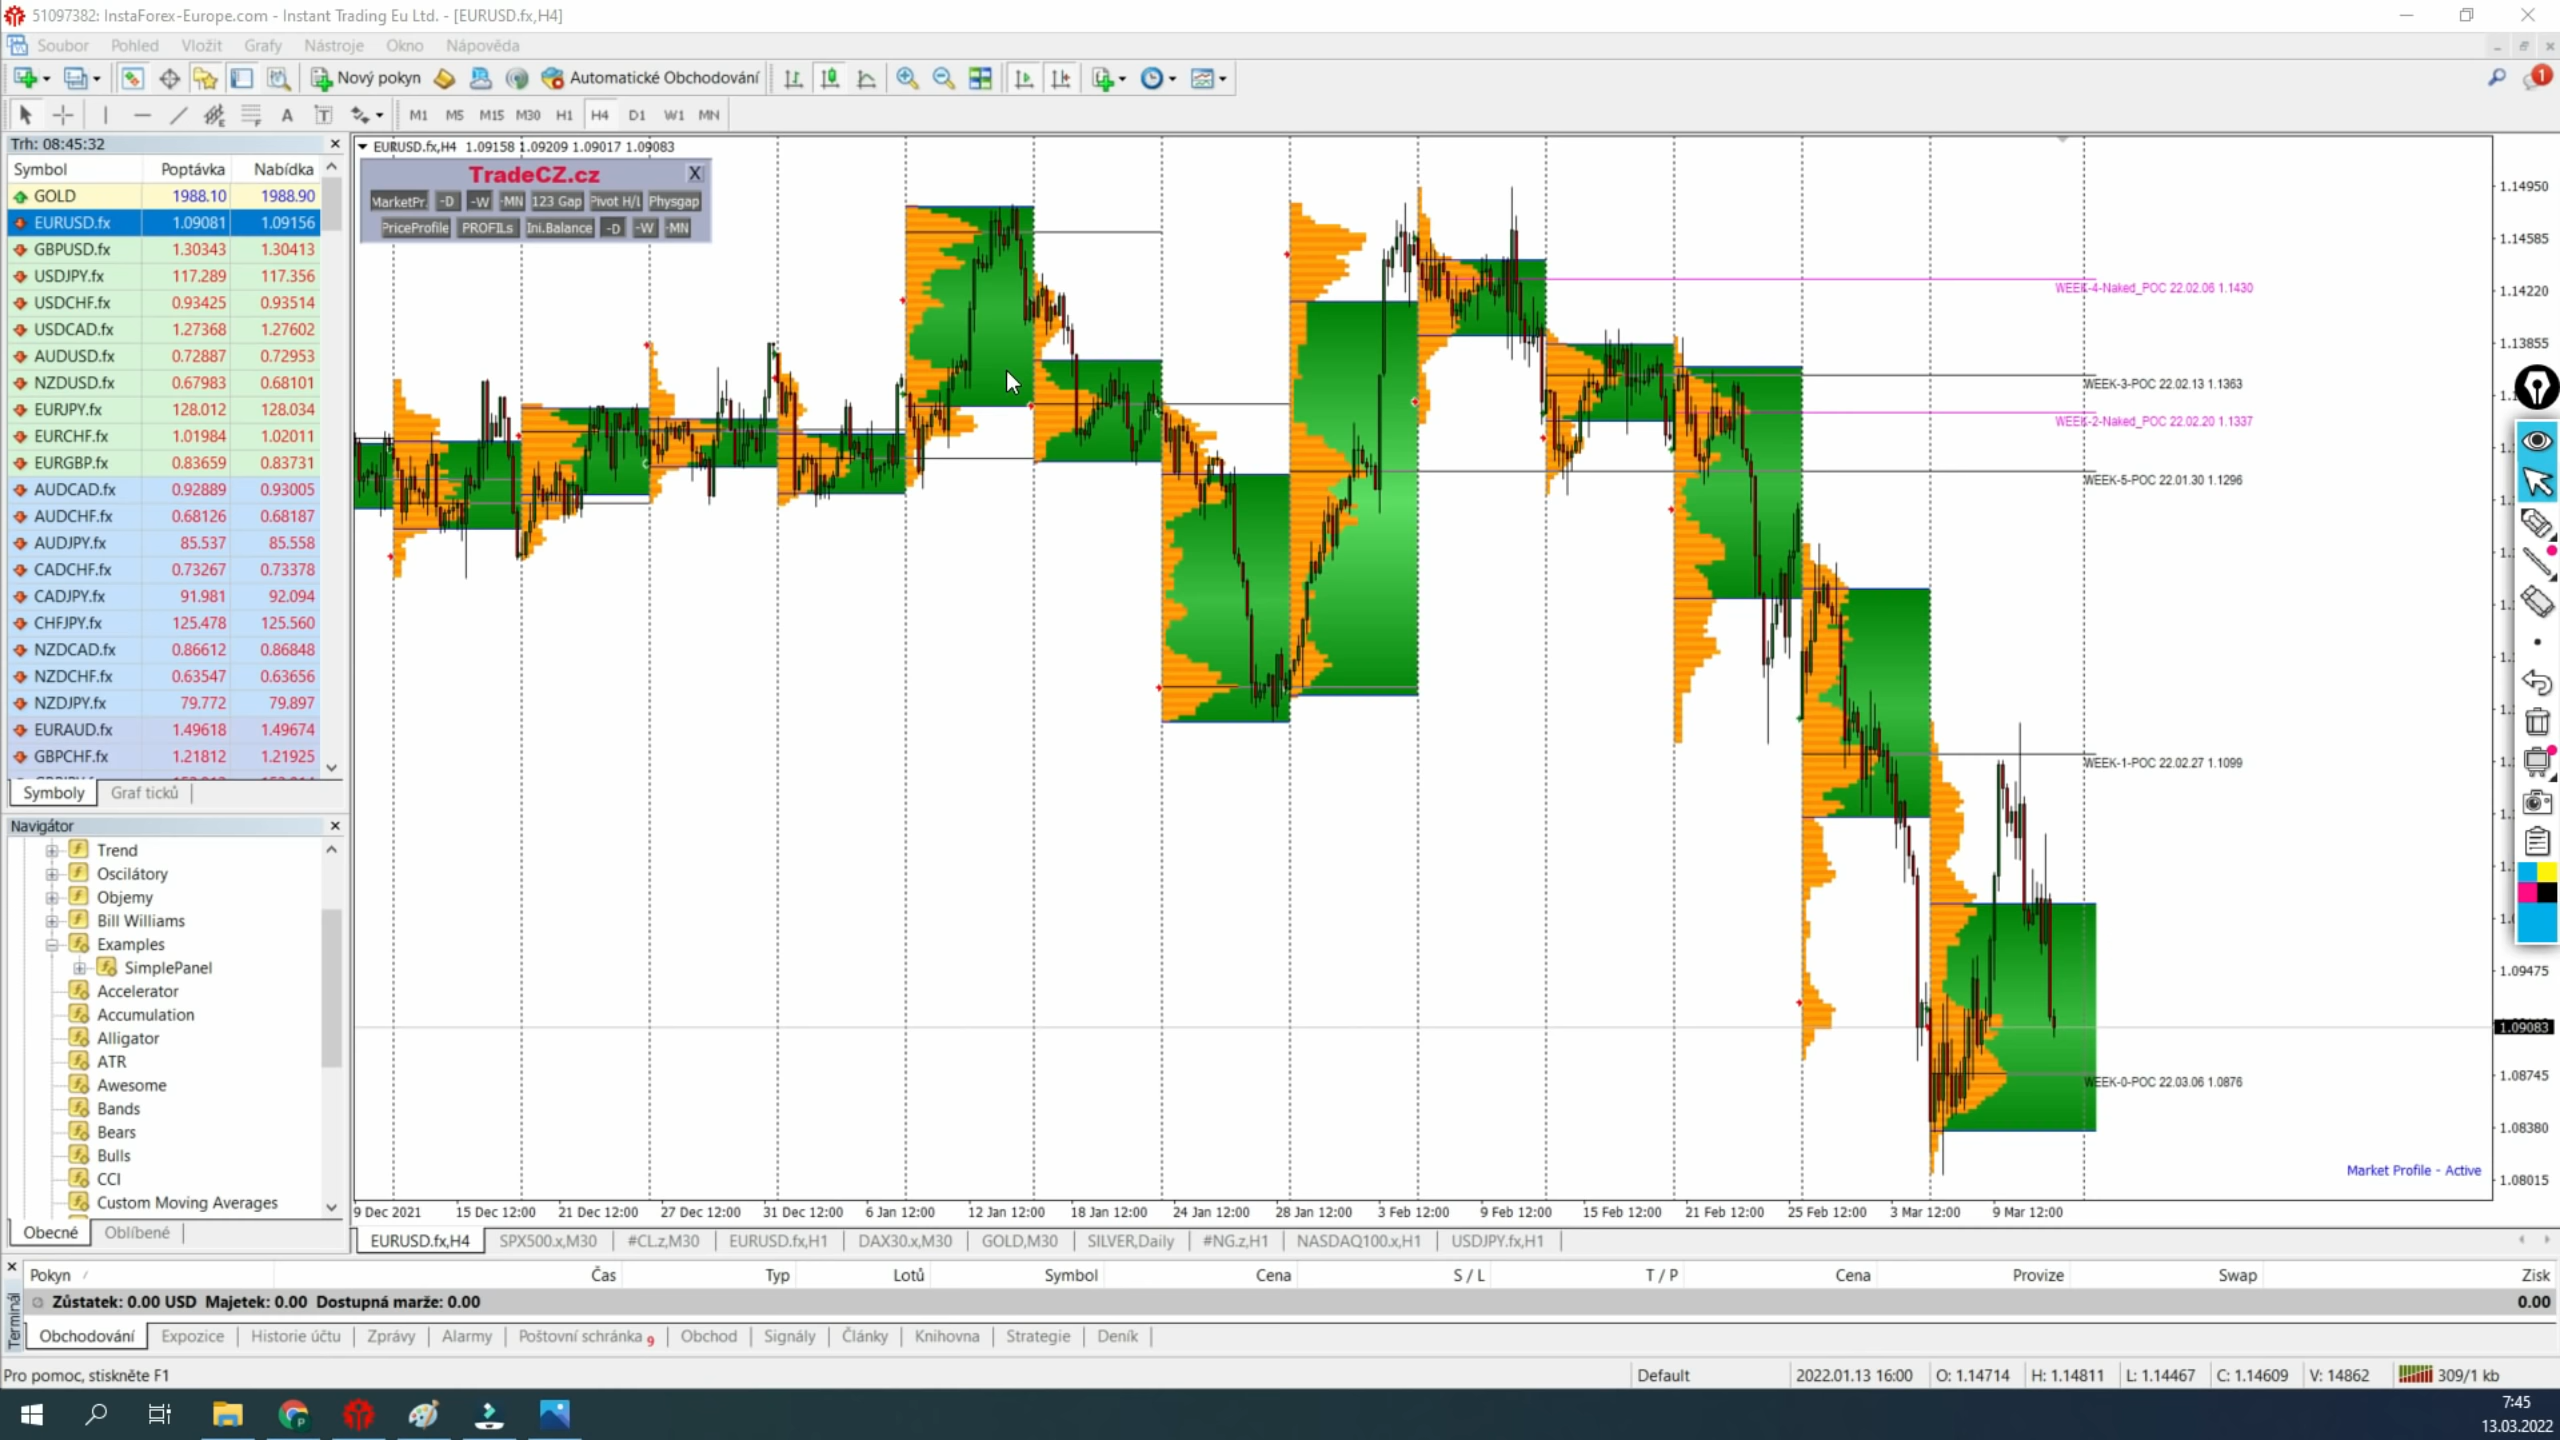 51097382: InstaForex-Europe.com - Instant Trading Eu Ltd. - [EURUSD.fx,H4]
Soubor Pohled Vložit Grafy Nástroje Okno Nápověda
Nový pokyn Automatické Obchodování 1
M1 M5 M15 M30 H1 H4 D1 W1 MN
Trh: 08:45:32
Symbol Poptávka Nabídka
GOLD 1988.10 1988.90
EURUSD.fx 1.09081 1.09156
GBPUSD.fx 1.30343 1.30413
USDJPY.fx 117.289 117.356
USDCHF.fx 0.93425 0.93514
USDCAD.fx 1.27368 1.27602
AUDUSD.fx 0.72887 0.72953
NZDUSD.fx 0.67983 0.68101
EURJPY.fx 128.012 128.034
EURCHF.fx 1.01984 1.02011
EURGBP.fx 0.83659 0.83731
AUDCAD.fx 0.92889 0.93005
AUDCHF.fx 0.68126 0.68187
AUDJPY.fx 85.537 85.558
CADCHF.fx 0.73267 0.73378
CADJPY.fx 91.981 92.094
CHFJPY.fx 125.478 125.560
NZDCAD.fx 0.86612 0.86848
NZDCHF.fx 0.63547 0.63656
NZDJPY.fx 79.772 79.897
EURAUD.fx 1.49618 1.49674
GBPCHF.fx 1.21812 1.21925
Symboly Graf ticků
Navigátor
Trend
Oscilátory
Objemy
Bill Williams
Examples
SimplePanel
Accelerator
Accumulation
Alligator
ATR
Awesome
Bands
Bears
Bulls
CCI
Custom Moving Averages
Obecné Oblíbené
EURUSD.fx,H4 1.09158 1.09209 1.09017 1.09083
TradeCZ.cz X
MarketPr. -D -W -MN 123 Gap Pivot H/L Physgap
PriceProfile PROFILs Ini.Balance -D -W -MN
WEEK-4-Naked_POC 22.02.06 1.1430
WEEK-3-POC 22.02.13 1.1363
WEEK-2-Naked_POC 22.02.20 1.1337
WEEK-5-POC 22.01.30 1.1296
WEEK-1-POC 22.02.27 1.1099
WEEK-0-POC 22.03.06 1.0876
Market Profile - Active
1.14950
1.14585
1.14220
1.13855
1.09475
1.09083
1.08745
1.08380
1.08015
9 Dec 2021 15 Dec 12:00 21 Dec 12:00 27 Dec 12:00 31 Dec 12:00 6 Jan 12:00 12 Jan 12:00 18 Jan 12:00 24 Jan 12:00 28 Jan 12:00 3 Feb 12:00 9 Feb 12:00 15 Feb 12:00 21 Feb 12:00 25 Feb 12:00 3 Mar 12:00 9 Mar 12:00
EURUSD.fx,H4 SPX500.x,M30 #CL.z,M30 EURUSD.fx,H1 DAX30.x,M30 GOLD,M30 SILVER,Daily #NG.z,H1 NASDAQ100.x,H1 USDJPY.fx,H1
Pokyn Čas Typ Lotů Symbol Cena S / L T / P Cena Provize Swap Zisk
Zůstatek: 0.00 USD Majetek: 0.00 Dostupná marže: 0.00 0.00
Terminál
Obchodování Expozice Historie účtu Zprávy Alarmy Poštovní schránka 9 Obchod Signály Články Knihovna Strategie Deník
Pro pomoc, stiskněte F1 Default 2022.01.13 16:00 O: 1.14714 H: 1.14811 L: 1.14467 C: 1.14609 V: 14862 309/1 kb
7:45
13.03.2022